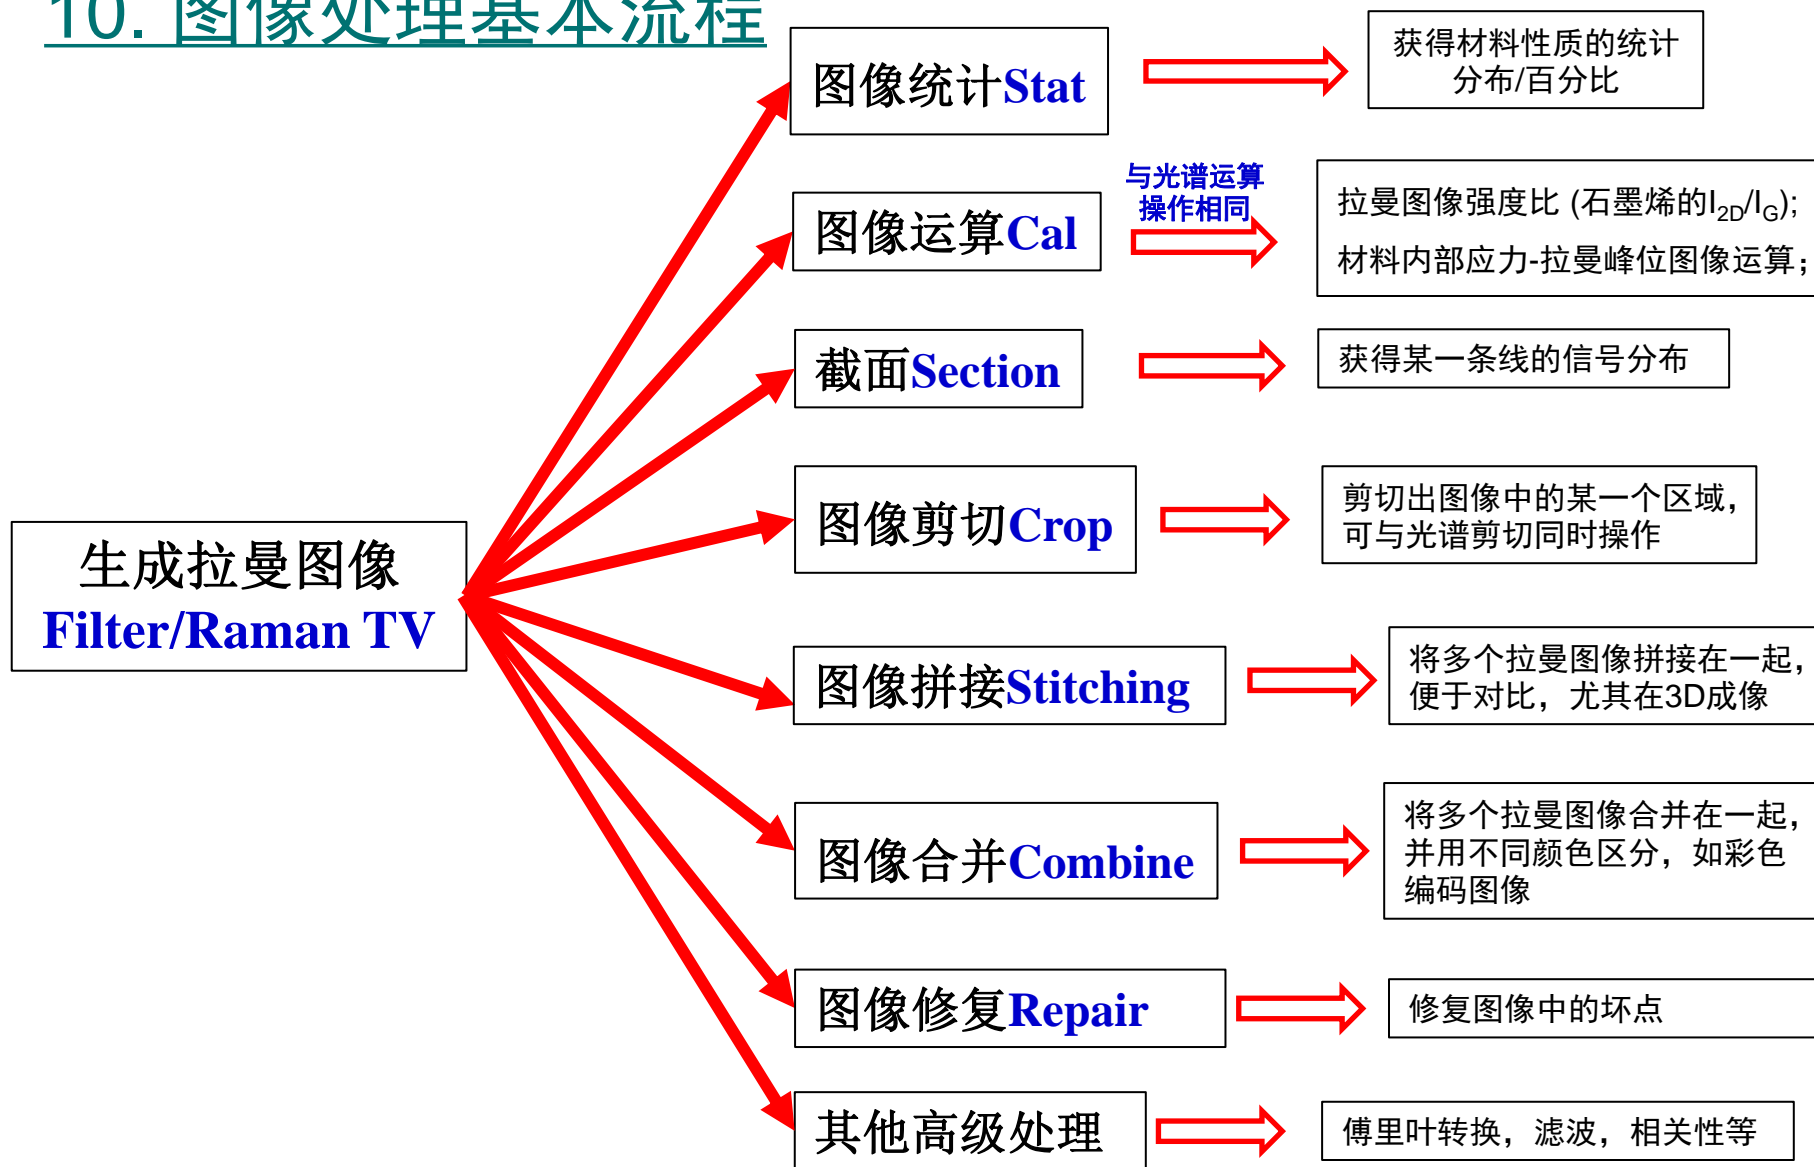 10. 图像处理基本流程
图像统计Stat
获得材料性质的统计
分布/百分比
与光谱运算
操作相同
图像运算Cal
拉曼图像强度比 (石墨烯的I2D/IG);
材料内部应力-拉曼峰位图像运算；
截面Section
获得某一条线的信号分布
图像剪切Crop
剪切出图像中的某一个区域，
可与光谱剪切同时操作
生成拉曼图像
Filter/Raman TV
图像拼接Stitching
将多个拉曼图像拼接在一起，
便于对比，尤其在3D成像
图像合并Combine
将多个拉曼图像合并在一起，
并用不同颜色区分，如彩色
编码图像
图像修复Repair
修复图像中的坏点
其他高级处理
傅里叶转换，滤波，相关性等